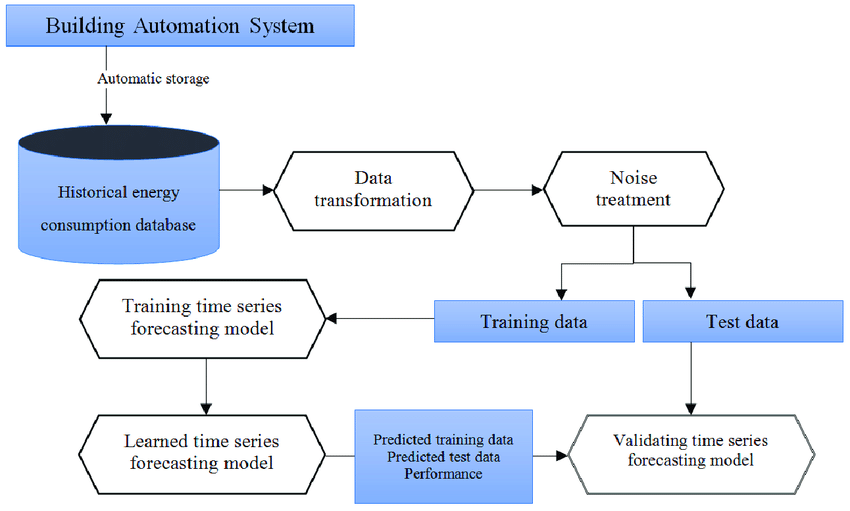 Building Automation System
Automatic storage
Historical energy
consumption database
Data
transformation
Noise
treatment
Training time series
forecasting model
Training data
Test data
Learned time series
forecasting model
Predicted training data
Predicted test data
Performance
Validating time series
forecasting model